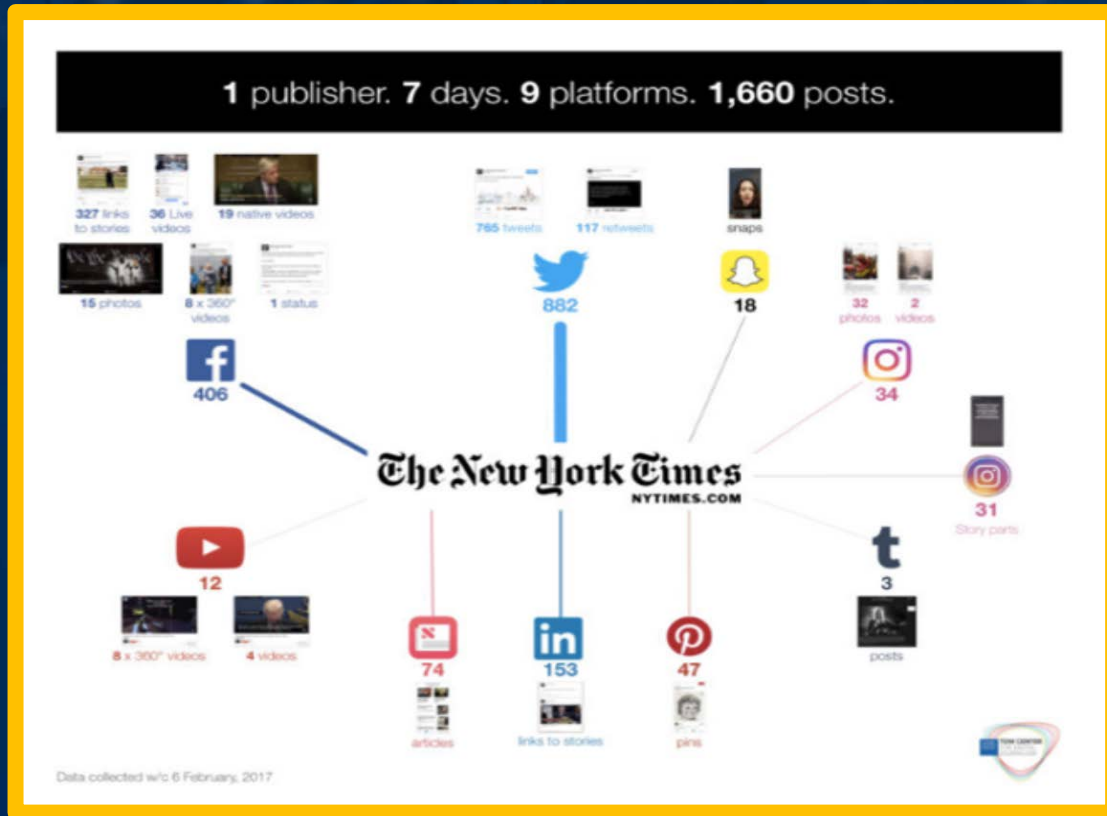 1 publisher. 7 days. 9 platforms. 1,660 posts.
327 links
to stories
36 Live
videos
19 native videos
765 tweets
117 retweets
snaps
15 photos
8 x 360°
videos
1 status
882
18
32
photos
2
videos
406
34
The New York Times
NYTIMES.COM
31
Story parts
12
3
8 x 360° videos
4 videos
74
in
153
47
posts
articles
links to stories
pins
TOW CENTER
Data collected w/c 6 February, 2017